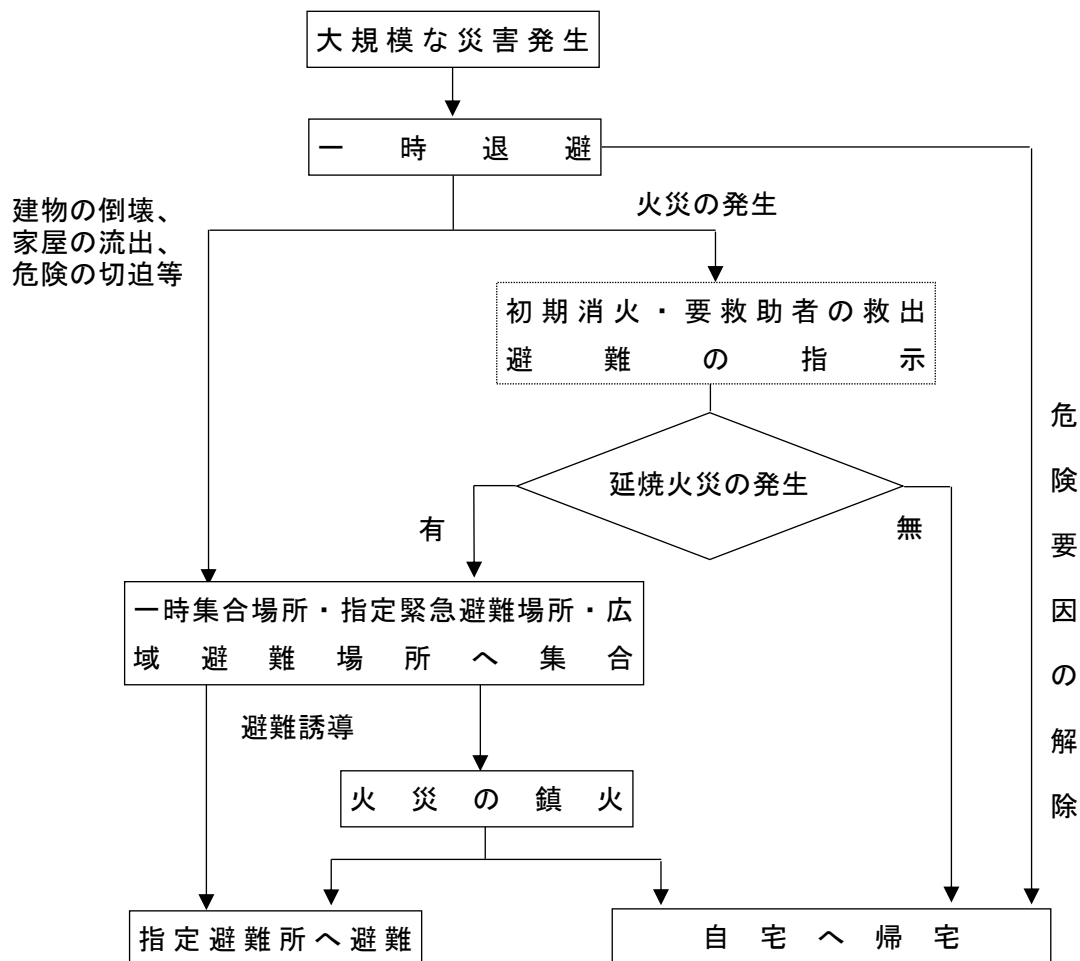 大規模な災害発生
一時退避
火災の発生
建物の倒壊、
家屋の流出、
危険の切迫等
初期消火・要救助者の救出
避難の指示
延焼火災の発生
有
無
危険要因の解除
一時集合場所・指定緊急避難場所・広
域避難場所へ集合
避難誘導
火災の鎮火
指定避難所へ避難
自宅へ帰宅